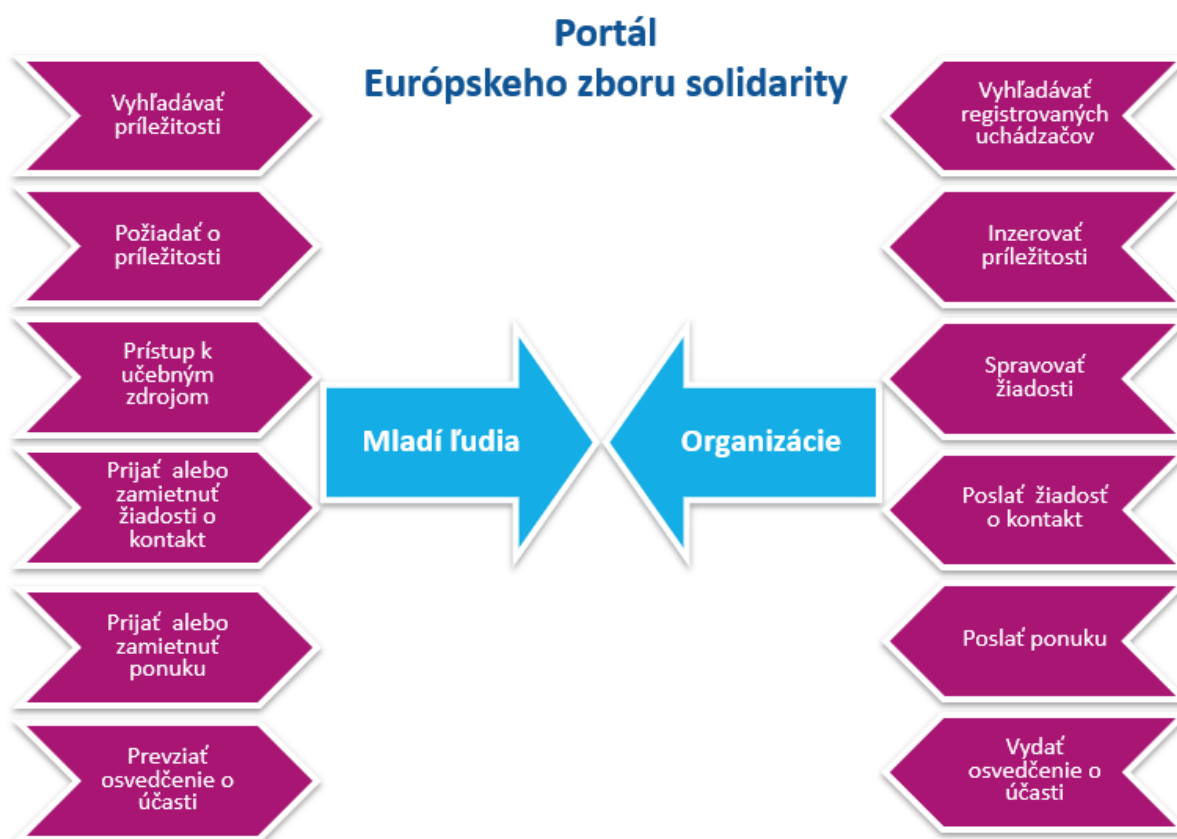 Portál
Európskeho zboru solidarity
Vyhľadávať
príležitosti
Požiadať o
príležitosti
Prístup k
učebným
zdrojom
Prijať alebo
zamietnuť
žiadosti o
kontakt
Prijať alebo
zamietnuť
ponuku
Prevziať
osvedčenie o
účasti
Mladí ľudia
Organizácie
Vyhľadávať
registrovaných
uchádzačov
Inzerovať
príležitosti
Spravovať
žiadosti
Poslať žiadosť
o kontakt
Poslať ponuku
Vydať
osvedčenie o
účasti